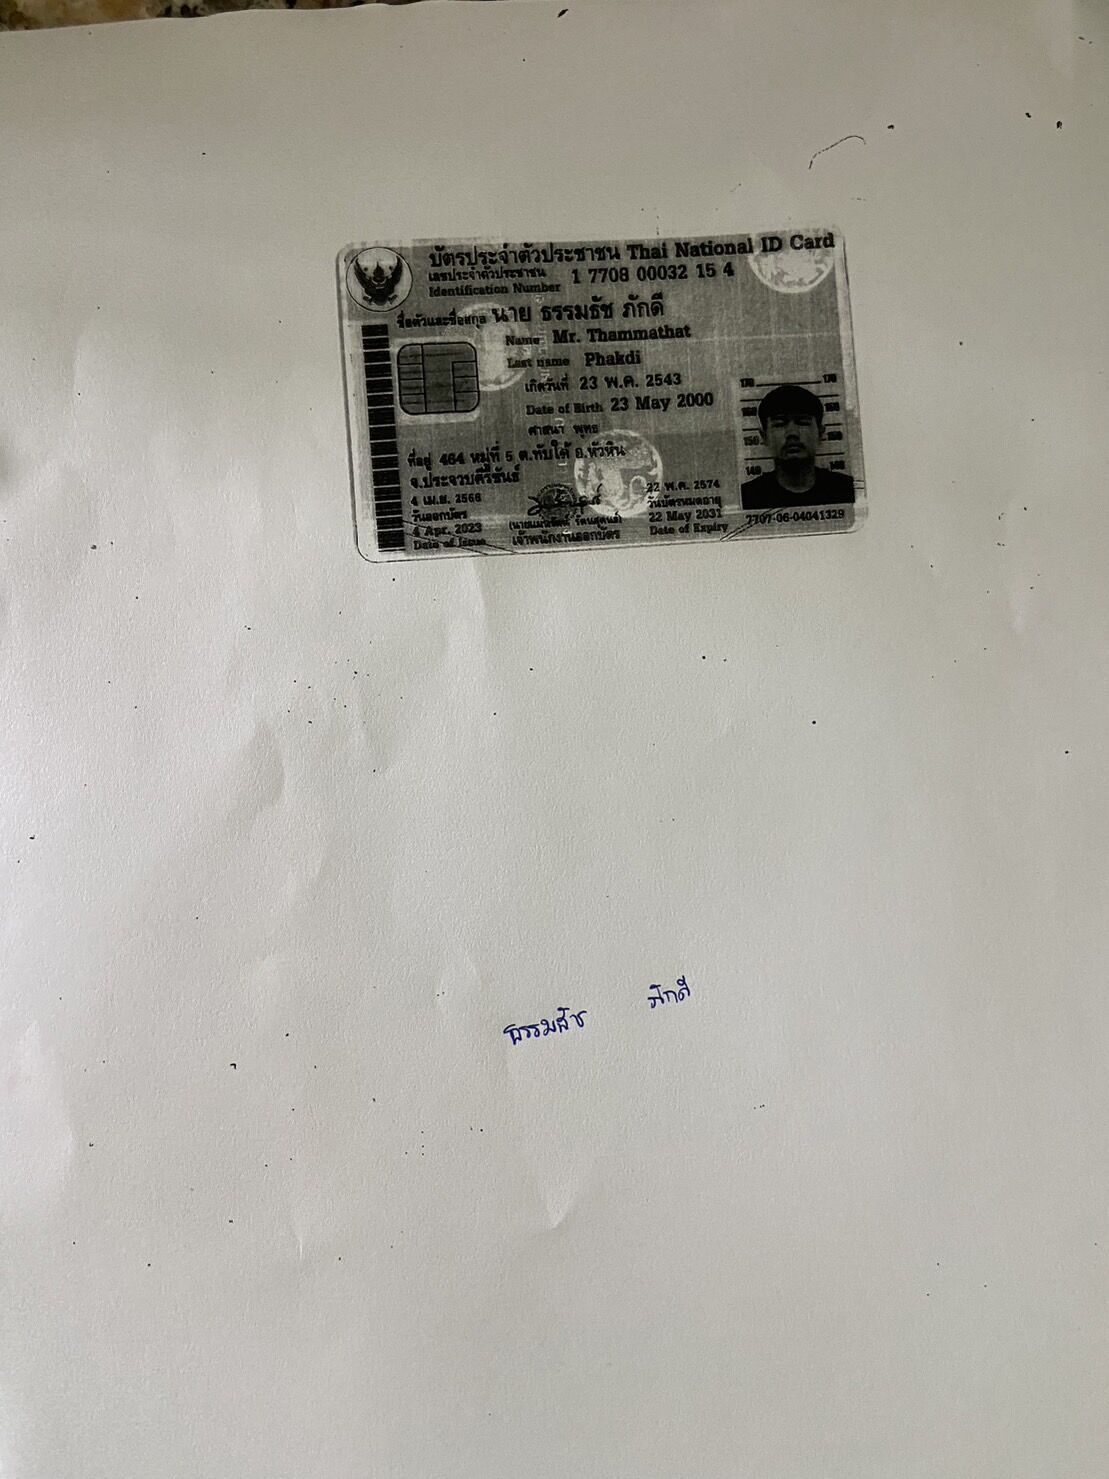 บัตรประจำตัวประชาชน Thai National ID Card
เลขประจำตัวประชาชน 1 7708 00032 15 4
Identification Number
ชื่อตัวและชื่อสกุล นาย ธรรมธัช ภักดี
Name Mr. Thammathat
Last name Phakdi
เกิดวันที่ 23 พ.ค. 2543
Date of Birth 23 May 2000
ศาสนา พุทธ
ที่อยู่ 464 หมู่ที่ 5 ต.ทับใต้ อ.หัวหิน
จ.ประจวบคีรีขันธ์
4 เม.ย. 2566
วันออกบัตร
4 Apr. 2023
Date of Issue
เจ้าพนักงานออกบัตร
22 พ.ค. 2574
วันบัตรหมดอายุ
22 May 2031
Date of Expiry
170 170
160 160
150 150
140 140
7707-06-04041329
ธรรมธัช ภักดี